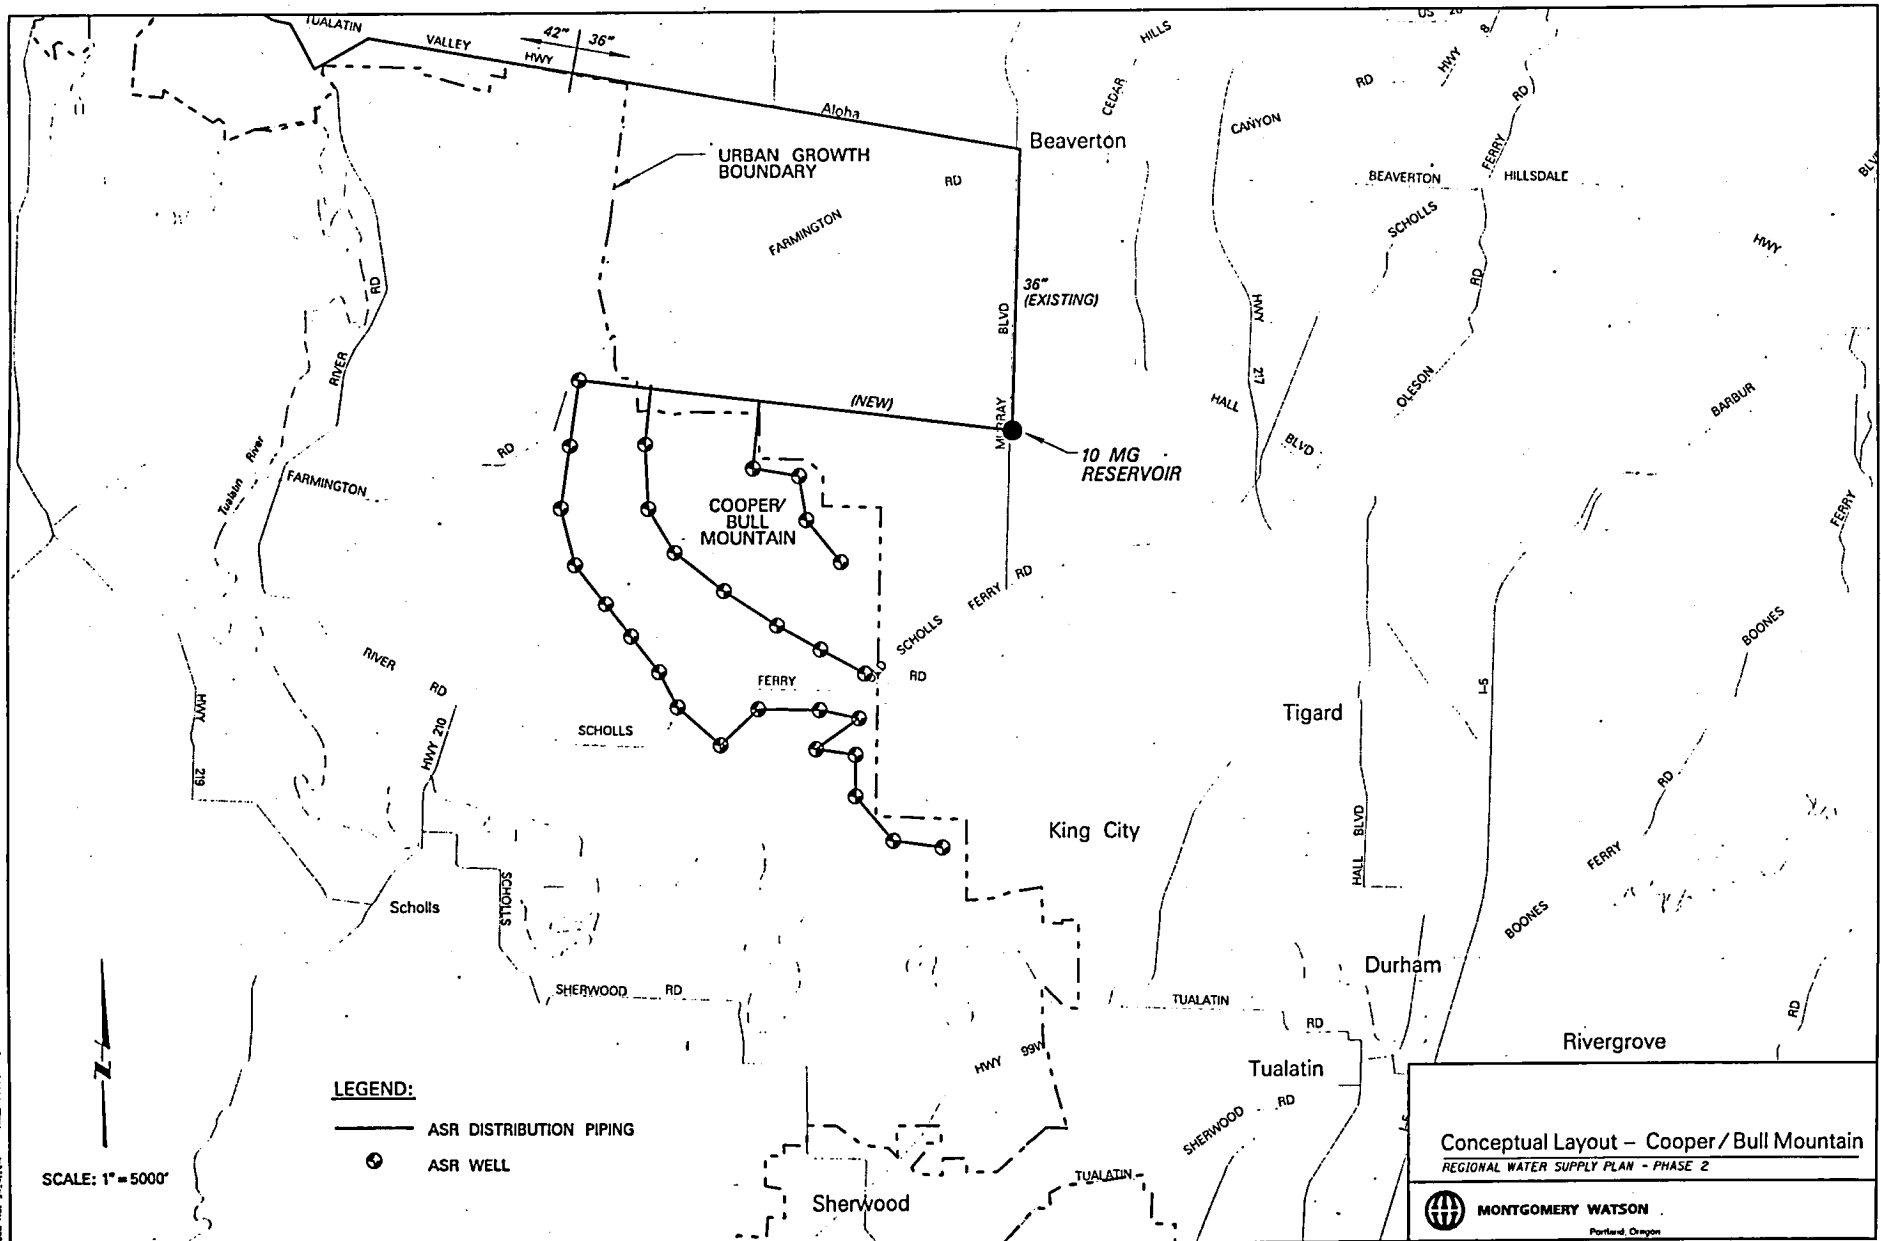 TUALATIN
VALLEY
HWY
42" 36"
Aloha
Beaverton
URBAN GROWTH
BOUNDARY
RD
FARMINGTON
HILLS
CEDAR
CANYON
RD
HWY 8
FERRY
RD
BEAVERTON
HILLSDALE
SCHOLLS
HWY
RD
36"
(EXISTING)
BLVD
MURRAY
HWY
217
HALL
BLVD
OLESON
BARBUR
FERRY
RD
RIVER
(NEW)
10 MG
RESERVOIR
RD
Tualatin River
FARMINGTON
COOPER/
BULL
MOUNTAIN
SCHOLLS
FERRY
RD
RD
FERRY
SCHOLLS
RIVER
RD
HWY
219
HWY 210
Tigard
I-5
BOONES
RD
FERRY
BOONES
King City
HALL BLVD
Scholls
SCHOLLS
SHERWOOD RD
HWY 99W
TUALATIN
RD
Durham
Rivergrove
RD
Tualatin
SHERWOOD
RD
TUALATIN
Sherwood
N
SCALE: 1" = 5000'
LEGEND:
ASR DISTRIBUTION PIPING
ASR WELL
Conceptual Layout – Cooper/Bull Mountain
REGIONAL WATER SUPPLY PLAN - PHASE 2
MONTGOMERY WATSON
Portland, Oregon